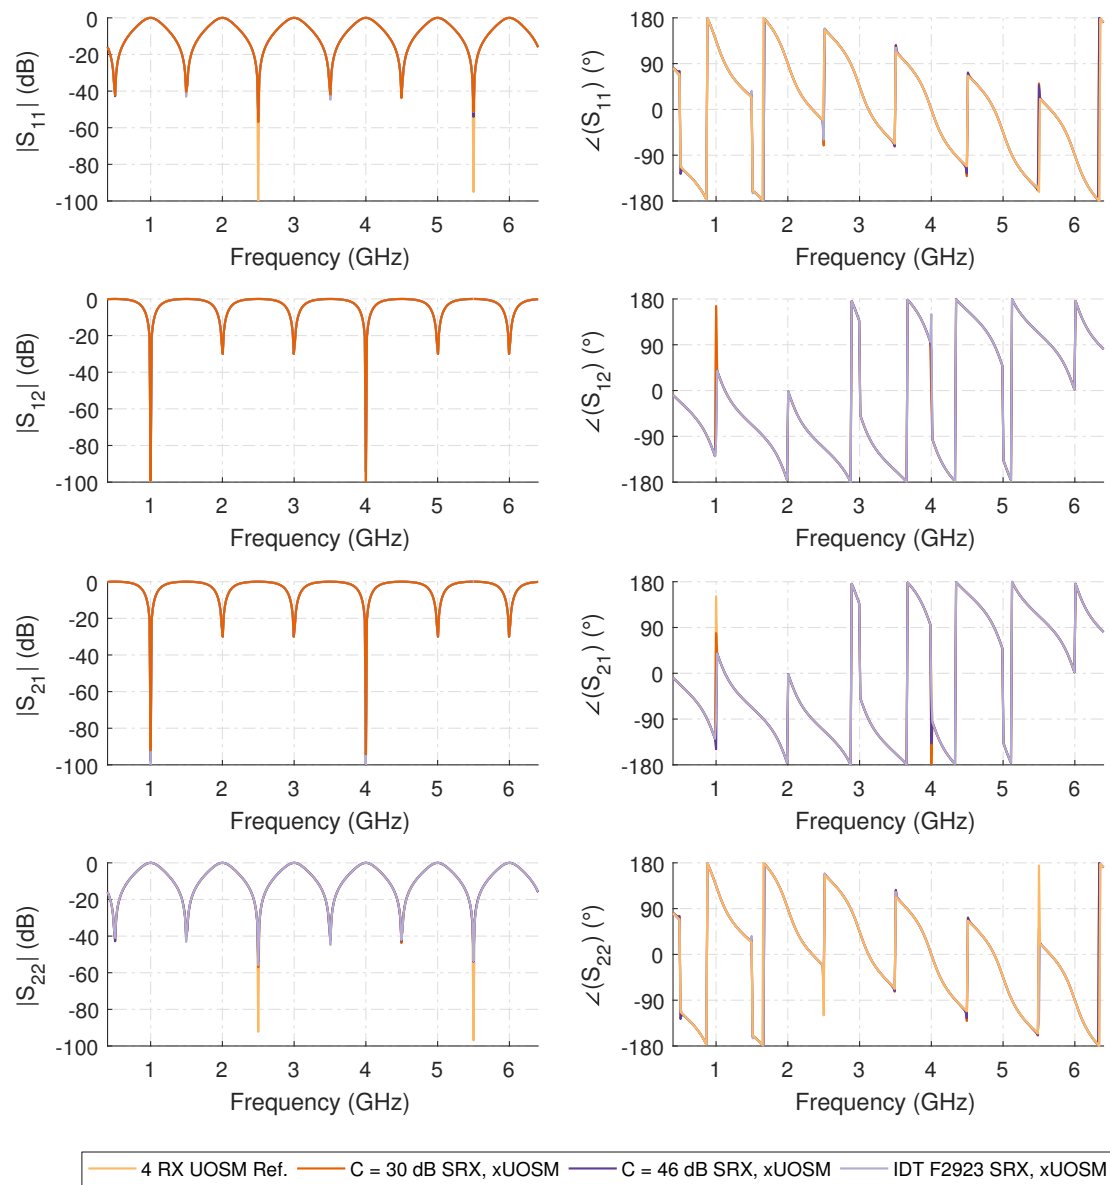 |S11| (dB)
0
-20
-40
-60
-80
-100
1 2 3 4 5 6
Frequency (GHz)
∠(S11) (°)
180
90
0
-90
-180
1 2 3 4 5 6
Frequency (GHz)
|S12| (dB)
0
-20
-40
-60
-80
-100
1 2 3 4 5 6
Frequency (GHz)
∠(S12) (°)
180
90
0
-90
-180
1 2 3 4 5 6
Frequency (GHz)
|S21| (dB)
0
-20
-40
-60
-80
-100
1 2 3 4 5 6
Frequency (GHz)
∠(S21) (°)
180
90
0
-90
-180
1 2 3 4 5 6
Frequency (GHz)
|S22| (dB)
0
-20
-40
-60
-80
-100
1 2 3 4 5 6
Frequency (GHz)
∠(S22) (°)
180
90
0
-90
-180
1 2 3 4 5 6
Frequency (GHz)
4 RX UOSM Ref. C = 30 dB SRX, xUOSM C = 46 dB SRX, xUOSM IDT F2923 SRX, xUOSM